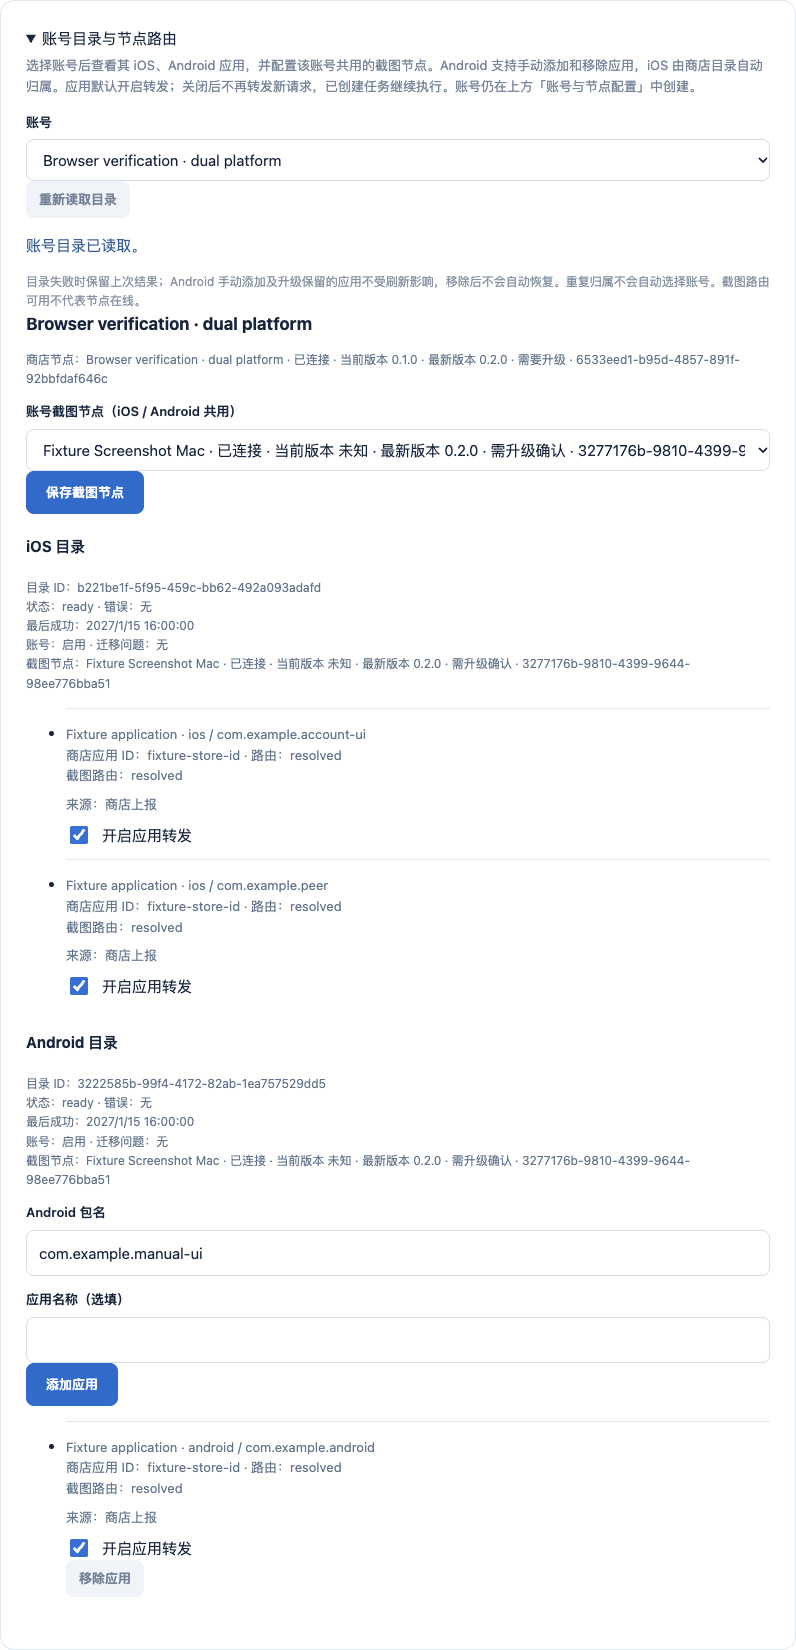 ▼ 账号目录与节点路由
选择账号后查看其 iOS、Android 应用，并配置该账号共用的截图节点。Android 支持手动添加和移除应用，iOS 由商店目录自动
归属。应用默认开启转发；关闭后不再转发新请求，已创建任务继续执行。账号仍在上方「账号与节点配置」中创建。
账号
Browser verification · dual platform
重新读取目录
账号目录已读取。
目录失败时保留上次结果；Android 手动添加及升级保留的应用不受刷新影响，移除后不会自动恢复。重复归属不会自动选择账号。截图路由
可用不代表节点在线。
Browser verification · dual platform
商店节点：Browser verification · dual platform · 已连接 · 当前版本 0.1.0 · 最新版本 0.2.0 · 需要升级 · 6533eed1-b95d-4857-891f-
92bbfdaf646c
账号截图节点（iOS / Android 共用）
Fixture Screenshot Mac · 已连接 · 当前版本 未知 · 最新版本 0.2.0 · 需升级确认 · 3277176b-9810-4399-9
保存截图节点
iOS 目录
目录 ID：b221be1f-5f95-459c-bb62-492a093adafd
状态：ready · 错误：无
最后成功：2027/1/15 16:00:00
账号：启用 · 迁移问题：无
截图节点：Fixture Screenshot Mac · 已连接 · 当前版本 未知 · 最新版本 0.2.0 · 需升级确认 · 3277176b-9810-4399-9644-
98ee776bba51
• Fixture application · ios / com.example.account-ui
商店应用 ID：fixture-store-id · 路由：resolved
截图路由：resolved
来源：商店上报
开启应用转发
• Fixture application · ios / com.example.peer
商店应用 ID：fixture-store-id · 路由：resolved
截图路由：resolved
来源：商店上报
开启应用转发
Android 目录
目录 ID：3222585b-99f4-4172-82ab-1ea757529dd5
状态：ready · 错误：无
最后成功：2027/1/15 16:00:00
账号：启用 · 迁移问题：无
截图节点：Fixture Screenshot Mac · 已连接 · 当前版本 未知 · 最新版本 0.2.0 · 需升级确认 · 3277176b-9810-4399-9644-
98ee776bba51
Android 包名
com.example.manual-ui
应用名称（选填）
添加应用
• Fixture application · android / com.example.android
商店应用 ID：fixture-store-id · 路由：resolved
截图路由：resolved
来源：商店上报
开启应用转发
移除应用